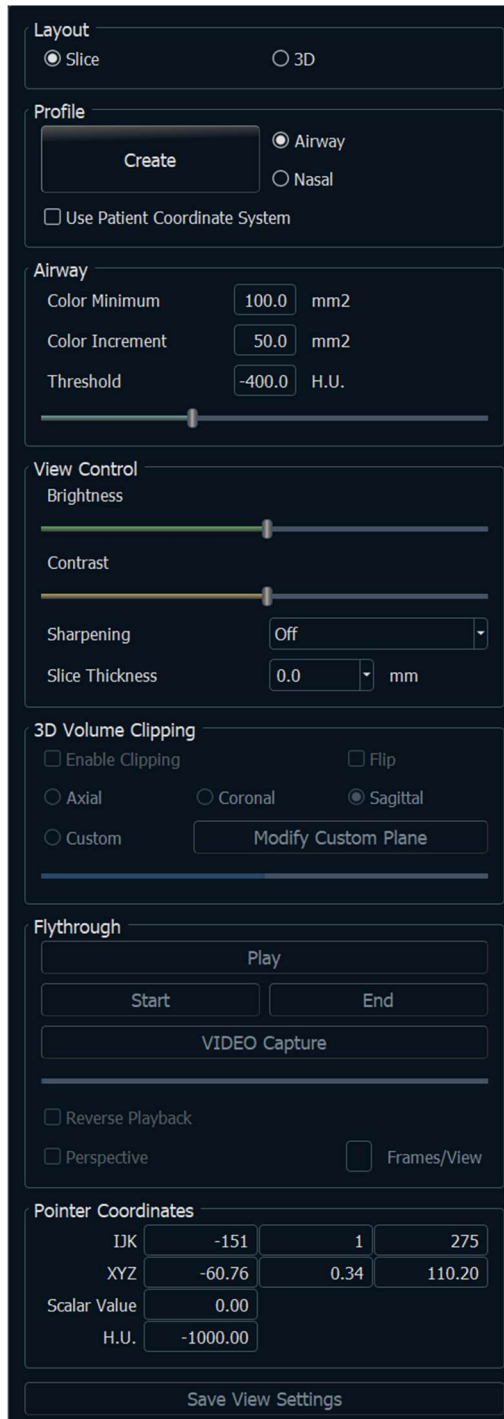 Layout
Slice 3D
Profile
Create
Airway
Nasal
Use Patient Coordinate System
Airway
Color Minimum 100.0 mm2
Color Increment 50.0 mm2
Threshold -400.0 H.U.
View Control
Brightness
Contrast
Sharpening Off
Slice Thickness 0.0 mm
3D Volume Clipping
Enable Clipping Flip
Axial Coronal Sagittal
Custom Modify Custom Plane
Flythrough
Play
Start End
VIDEO Capture
Reverse Playback
Perspective Frames/View
Pointer Coordinates
IJK -151 1 275
XYZ -60.76 0.34 110.20
Scalar Value 0.00
H.U. -1000.00
Save View Settings